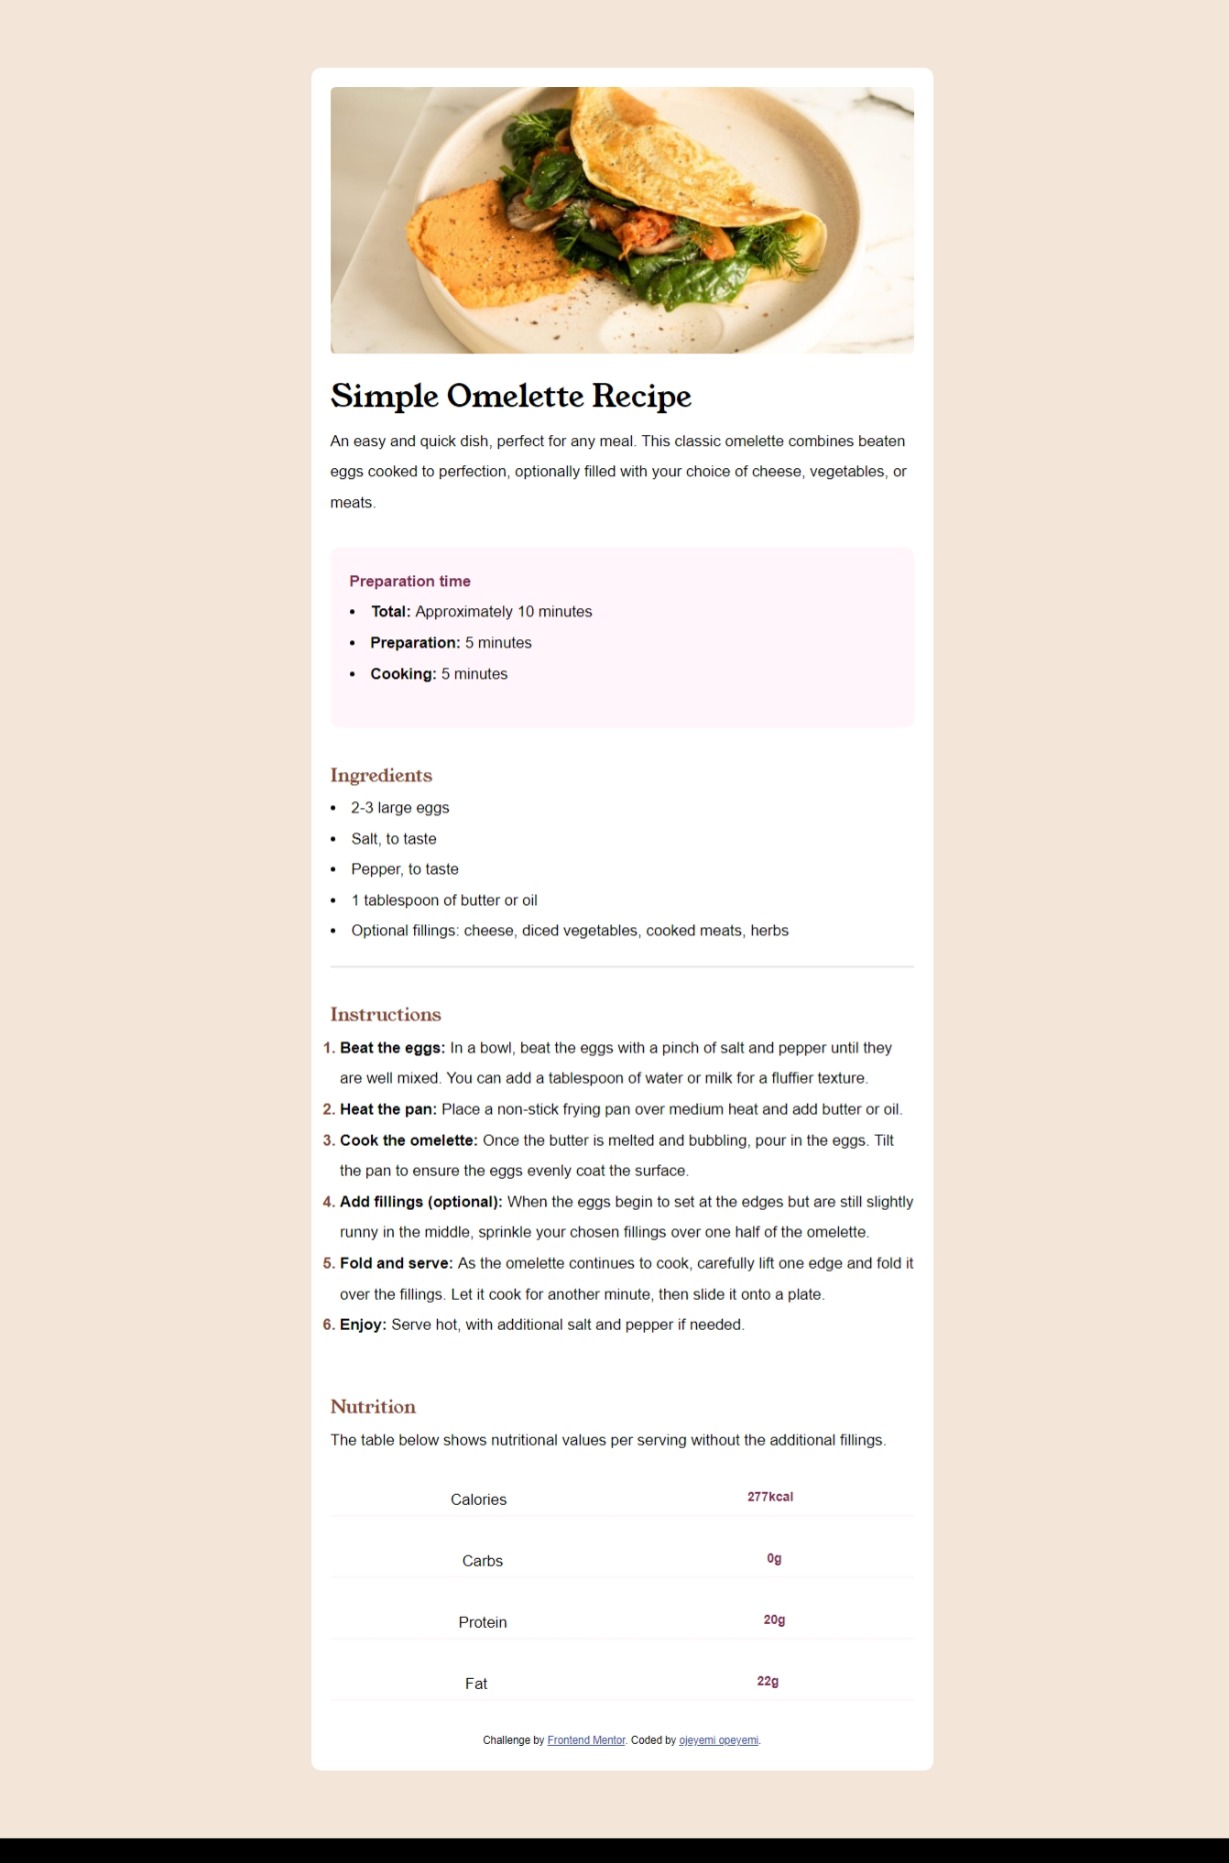 Simple Omelette Recipe
An easy and quick dish, perfect for any meal. This classic omelette combines beaten
eggs cooked to perfection, optionally filled with your choice of cheese, vegetables, or
meats.
Preparation time
• Total: Approximately 10 minutes
• Preparation: 5 minutes
• Cooking: 5 minutes
Ingredients
• 2-3 large eggs
• Salt, to taste
• Pepper, to taste
• 1 tablespoon of butter or oil
• Optional fillings: cheese, diced vegetables, cooked meats, herbs
Instructions
1. Beat the eggs: In a bowl, beat the eggs with a pinch of salt and pepper until they
are well mixed. You can add a tablespoon of water or milk for a fluffier texture.
2. Heat the pan: Place a non-stick frying pan over medium heat and add butter or oil.
3. Cook the omelette: Once the butter is melted and bubbling, pour in the eggs. Tilt
the pan to ensure the eggs evenly coat the surface.
4. Add fillings (optional): When the eggs begin to set at the edges but are still slightly
runny in the middle, sprinkle your chosen fillings over one half of the omelette.
5. Fold and serve: As the omelette continues to cook, carefully lift one edge and fold it
over the fillings. Let it cook for another minute, then slide it onto a plate.
6. Enjoy: Serve hot, with additional salt and pepper if needed.
Nutrition
The table below shows nutritional values per serving without the additional fillings.
Calories 277kcal
Carbs 0g
Protein 20g
Fat 22g
Challenge by Frontend Mentor. Coded by ojeyemi opeyemi.